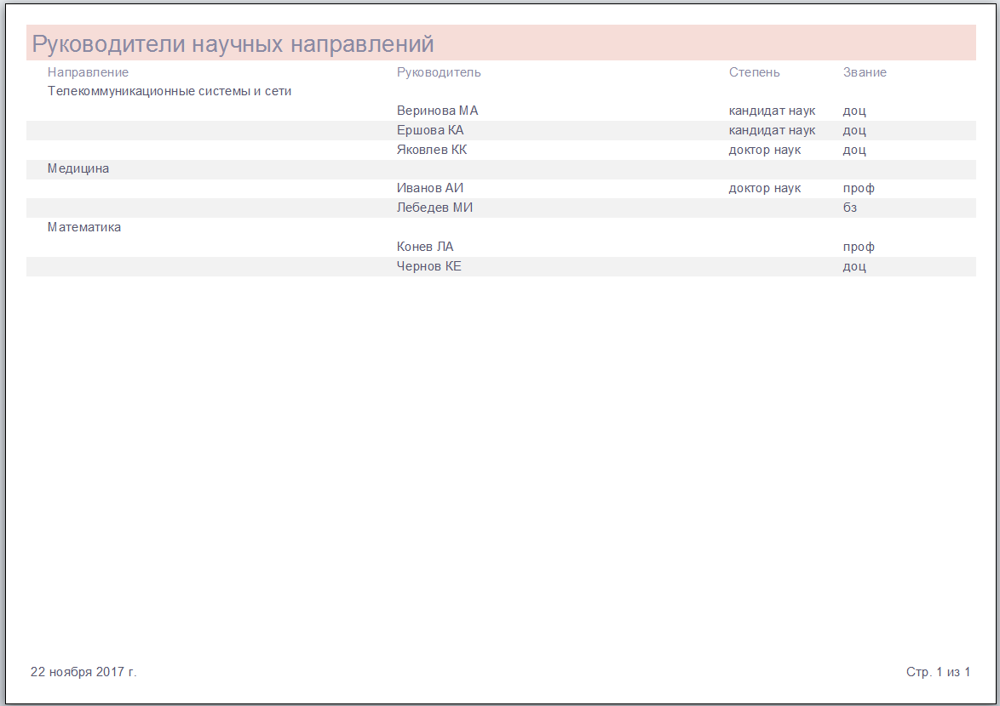 Руководители научных направлений
Направление Руководитель Степень Звание
Телекоммуникационные системы и сети
Веринова МА кандидат наук доц
Ершова КА кандидат наук доц
Яковлев КК доктор наук доц
Медицина
Иванов АИ доктор наук проф
Лебедев МИ бз
Математика
Конев ЛА проф
Чернов КЕ доц
22 ноября 2017 г. Стр. 1 из 1